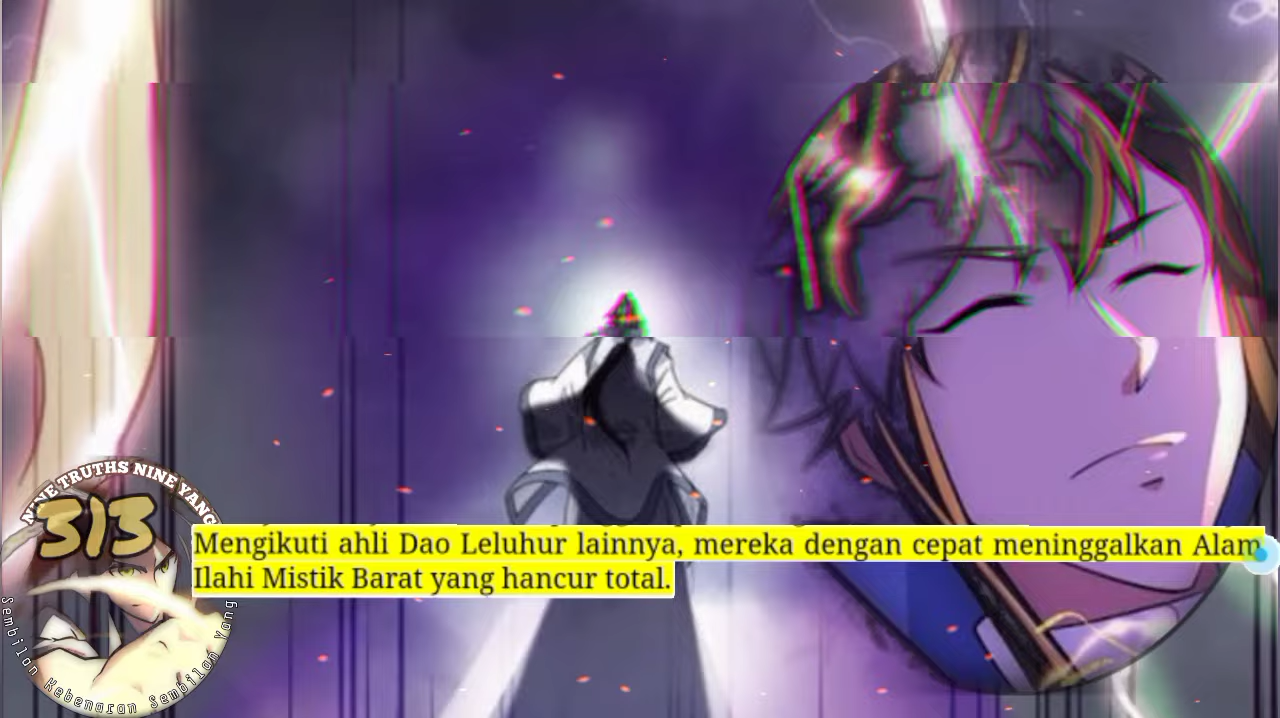 NINE TRUTHS NINE YANG
313
Mengikuti ahli Dao Leluhur lainnya, mereka dengan cepat meninggalkan Alam
Ilahi Mistik Barat yang hancur total.
Sembilan Kebenaran Sembilan Yang